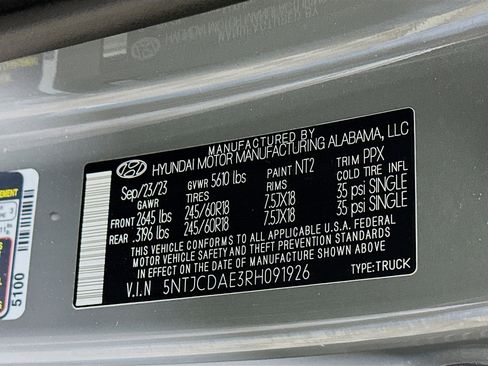 MANUFACTURED BY
HYUNDAI MOTOR MANUFACTURING ALABAMA, LLC
Sep/23/23 GVWR 5610 lbs PAINT NT2 TRIM PPX
GAWR TIRES RIMS COLD TIRE INFL
FRONT 2645 lbs 245/60R18 7.5JX18 35 psi SINGLE
REAR 3196 lbs 245/60R18 7.5JX18 35 psi SINGLE
THIS VEHICLE CONFORMS TO ALL APPLICABLE U.S.A. FEDERAL
MOTOR VEHICLE SAFETY AND THEFT PREVENTION STANDARDS
IN EFFECT ON THE DATE OF MANUFACTURE SHOWN ABOVE
V.I.N 5NTJCDAE3RH091926 TYPE:TRUCK
5100